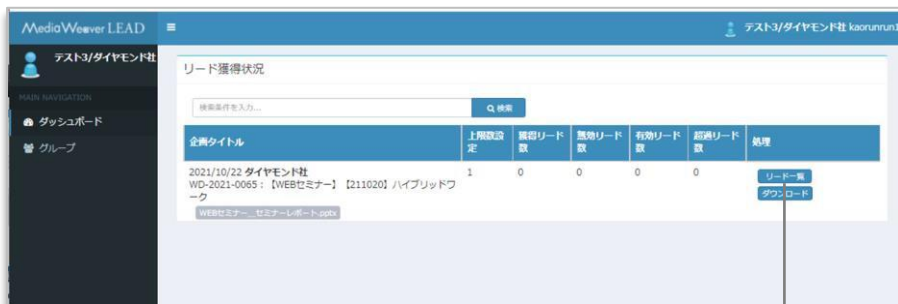 MediaWeaver LEAD
テスト3/ダイヤモンド社 kaorunrun1
テスト3/ダイヤモンド社
MAIN NAVIGATION
ダッシュボード
グループ
リード獲得状況
検索条件を入力...
検索
企画タイトル
上限数設定
獲得リード数
無効リード数
有効リード数
超過リード数
処理
2021/10/22 ダイヤモンド社
WD-2021-0065：【WEBセミナー】【211020】ハイブリッドワ
ーク
WEBセミナー__セミナーレポート.pptx
1
0
0
0
0
リード一覧
ダウンロード